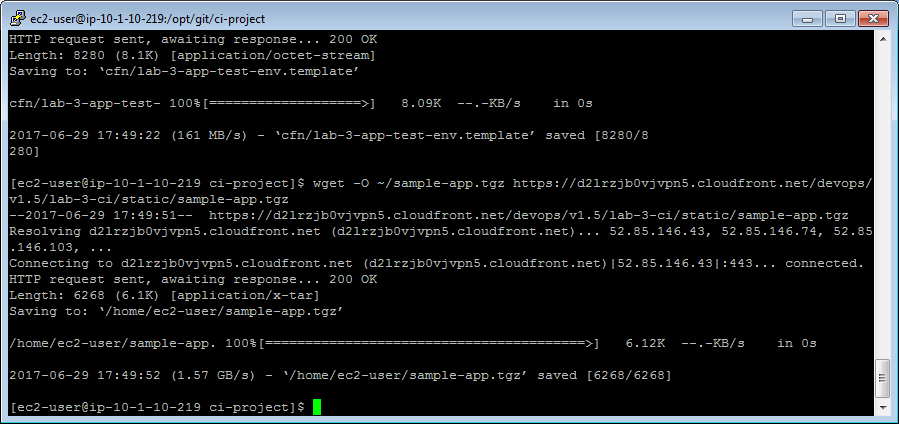 ec2-user@ip-10-1-10-219:/opt/git/ci-project
HTTP request sent, awaiting response... 200 OK
Length: 8280 (8.1K) [application/octet-stream]
Saving to: ‘cfn/lab-3-app-test-env.template’
cfn/lab-3-app-test- 100%[===================>]   8.09K  --.-KB/s    in 0s
2017-06-29 17:49:22 (161 MB/s) - ‘cfn/lab-3-app-test-env.template’ saved [8280/8
280]
[ec2-user@ip-10-1-10-219 ci-project]$ wget -O ~/sample-app.tgz https://d2lrzjb0vjvpn5.cloudfront.net/devops/
v1.5/lab-3-ci/static/sample-app.tgz
--2017-06-29 17:49:51--  https://d2lrzjb0vjvpn5.cloudfront.net/devops/v1.5/lab-3-ci/static/sample-app.tgz
Resolving d2lrzjb0vjvpn5.cloudfront.net (d2lrzjb0vjvpn5.cloudfront.net)... 52.85.146.43, 52.85.146.74, 52.85
.146.103, ...
Connecting to d2lrzjb0vjvpn5.cloudfront.net (d2lrzjb0vjvpn5.cloudfront.net)|52.85.146.43|:443... connected.
HTTP request sent, awaiting response... 200 OK
Length: 6268 (6.1K) [application/x-tar]
Saving to: ‘/home/ec2-user/sample-app.tgz’
/home/ec2-user/sample-app. 100%[========================================>]   6.12K  --.-KB/s    in 0s
2017-06-29 17:49:52 (1.57 GB/s) - ‘/home/ec2-user/sample-app.tgz’ saved [6268/6268]
[ec2-user@ip-10-1-10-219 ci-project]$